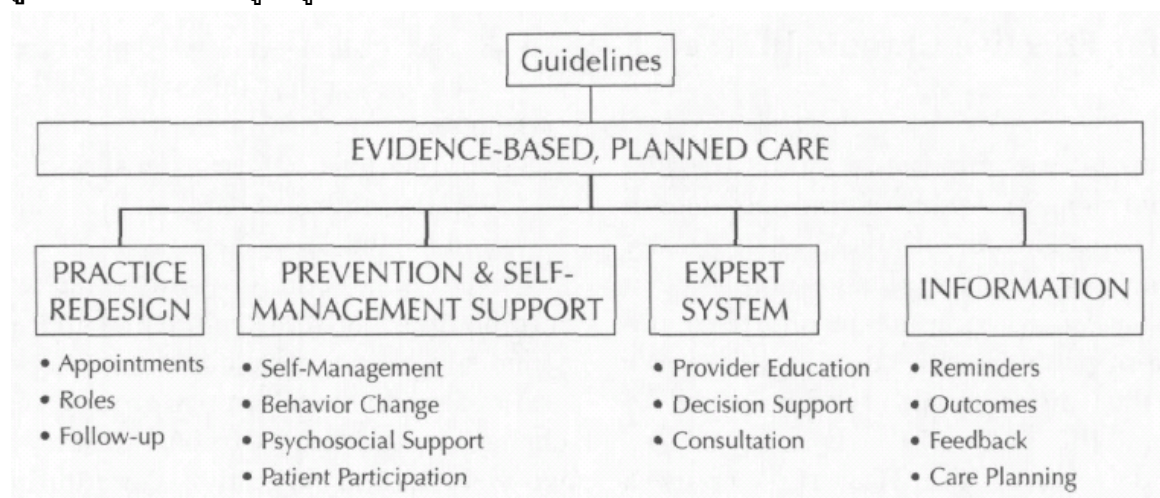 Guidelines
EVIDENCE-BASED, PLANNED CARE
PRACTICE
REDESIGN
• Appointments
• Roles
• Follow-up
PREVENTION & SELF-
MANAGEMENT SUPPORT
• Self-Management
• Behavior Change
• Psychosocial Support
• Patient Participation
EXPERT
SYSTEM
• Provider Education
• Decision Support
• Consultation
INFORMATION
• Reminders
• Outcomes
• Feedback
• Care Planning